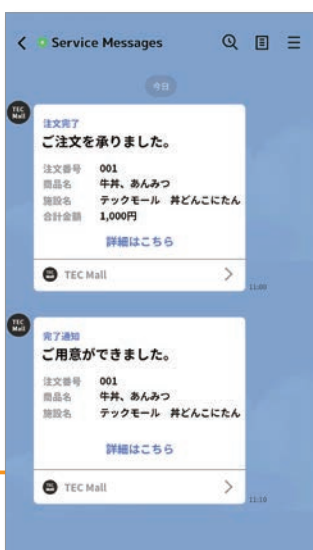 Service Messages
今日
TEC Mall
注文完了
ご注文を承りました。
注文番号 001
商品名 牛丼、あんみつ
施設名 テックモール 丼どんこにたん
合計金額 1,000円
詳細はこちら
TEC Mall
11:00
TEC Mall
完了通知
ご用意ができました。
注文番号 001
商品名 牛丼、あんみつ
施設名 テックモール 丼どんこにたん
詳細はこちら
TEC Mall
11:10